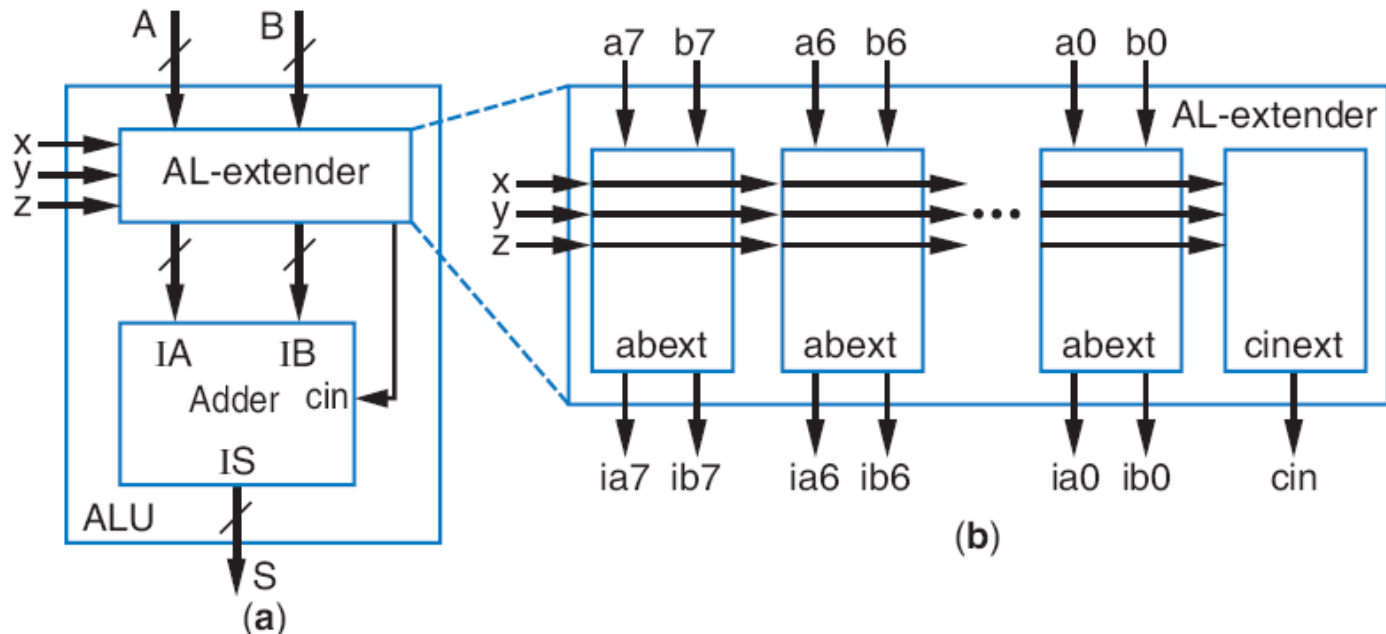 A B
x
y
z
AL-extender
IA IB
Adder cin
IS
ALU
S
(a)
a7 b7 a6 b6 a0 b0
AL-extender
x
y
z
...
abext abext abext cinext
ia7 ib7 ia6 ib6 ia0 ib0 cin
(b)